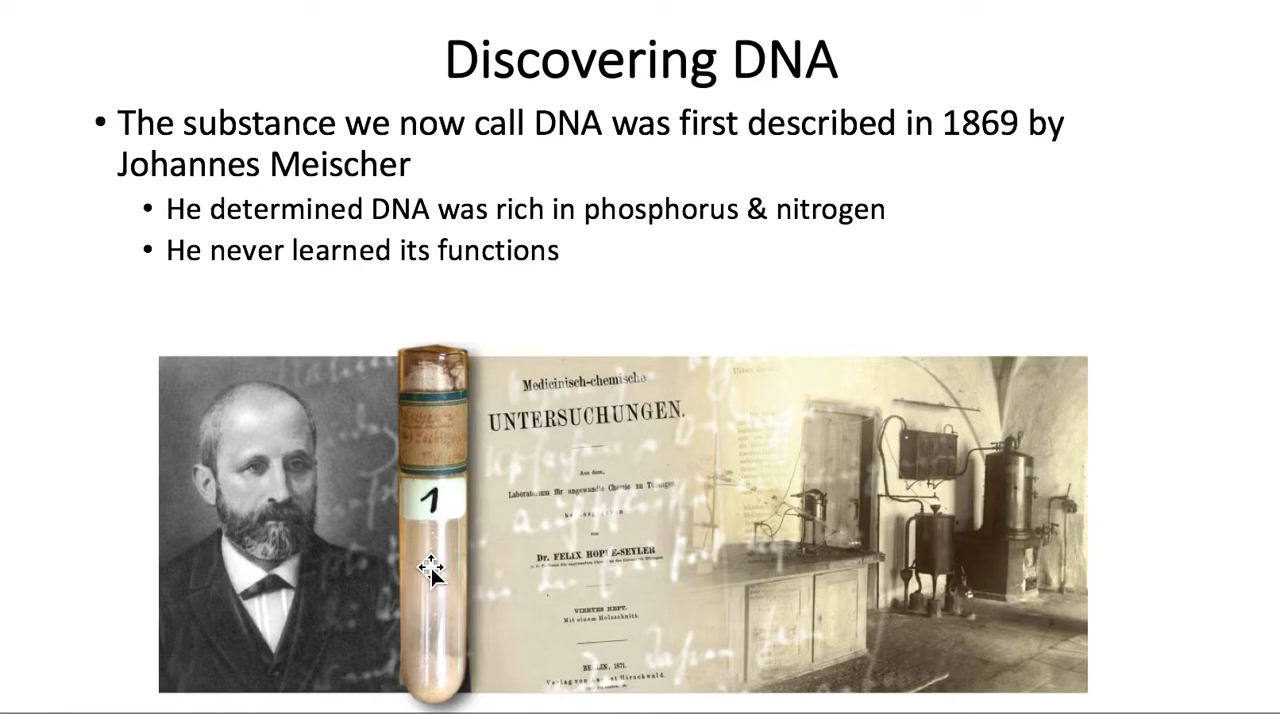 Discovering DNA
• The substance we now call DNA was first described in 1869 by
Johannes Meischer
• He determined DNA was rich in phosphorus & nitrogen
• He never learned its functions
Medicinisch-chemische
UNTERSUCHUNGEN.
Aus dem
Laboratorium für angewandte Chemie zu Tübingen
von
Dr. FELIX HOPPE-SEYLER
VIERTES HEFT.
Mit einem Holzschnitt.
BERLIN, 1871.
Verlag von August Hirschwald.
1